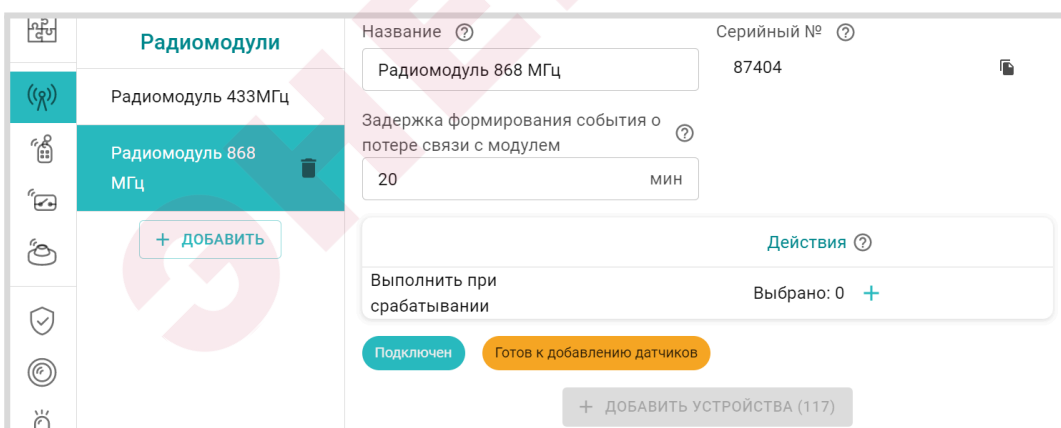 Радиомодули
Радиомодуль 433МГц
Радиомодуль 868
МГц
+ ДОБАВИТЬ
Название
Серийный №
Радиомодуль 868 МГц
87404
Задержка формирования события о
потере связи с модулем
20 мин
Действия
Выполнить при
срабатывании
Выбрано: 0 +
Подключен
Готов к добавлению датчиков
+ ДОБАВИТЬ УСТРОЙСТВА (117)